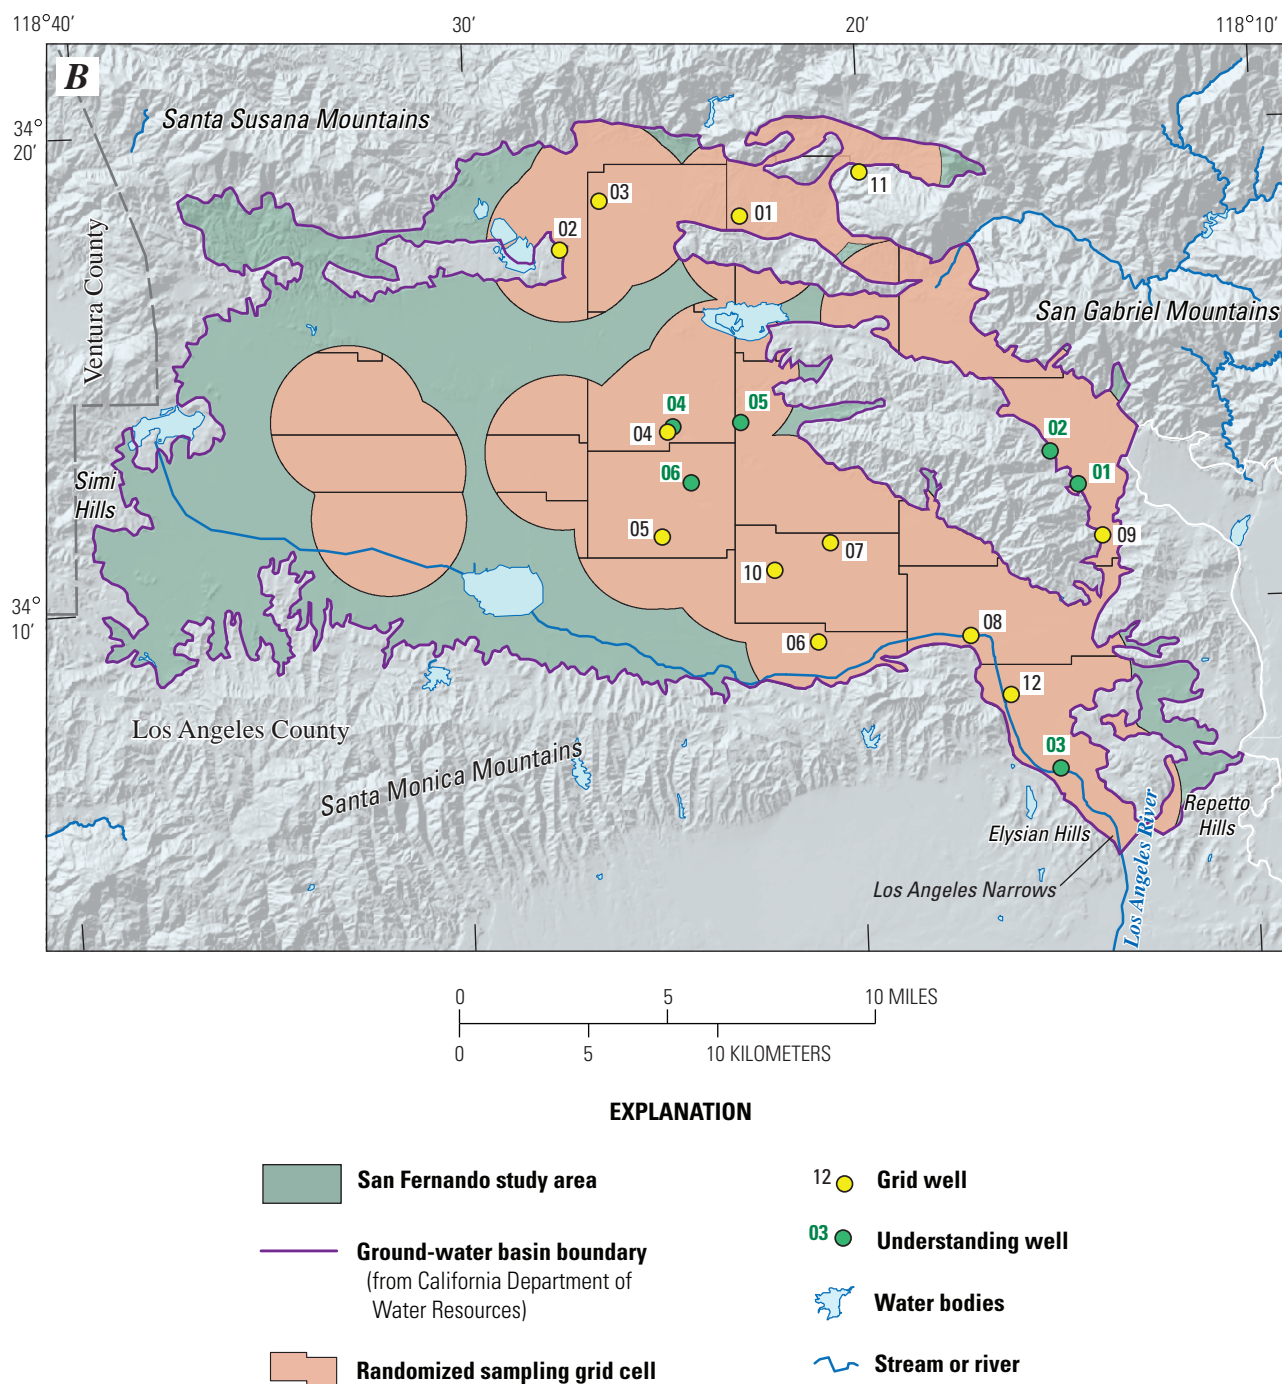 118°40′
30′
20′
118°10′
B
34°
20′
Santa Susana Mountains
11
03
01
02
Ventura County
San Gabriel Mountains
04
05
04
02
06
01
Simi
Hills
05
07
09
10
34°
10′
08
06
12
Los Angeles County
03
Santa Monica Mountains
Repetto
Hills
Elysian Hills
Los Angeles Narrows
Los Angeles River
0 5 10 MILES
0 5 10 KILOMETERS
EXPLANATION
San Fernando study area
Ground-water basin boundary
(from California Department of
Water Resources)
Randomized sampling grid cell
12 Grid well
03 Understanding well
Water bodies
Stream or river